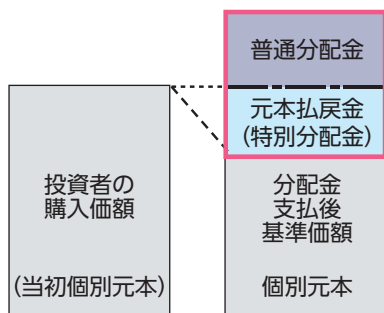 普通分配金
元本払戻金
(特別分配金)
投資者の
購入価額
(当初個別元本)
分配金
支払後
基準価額
個別元本